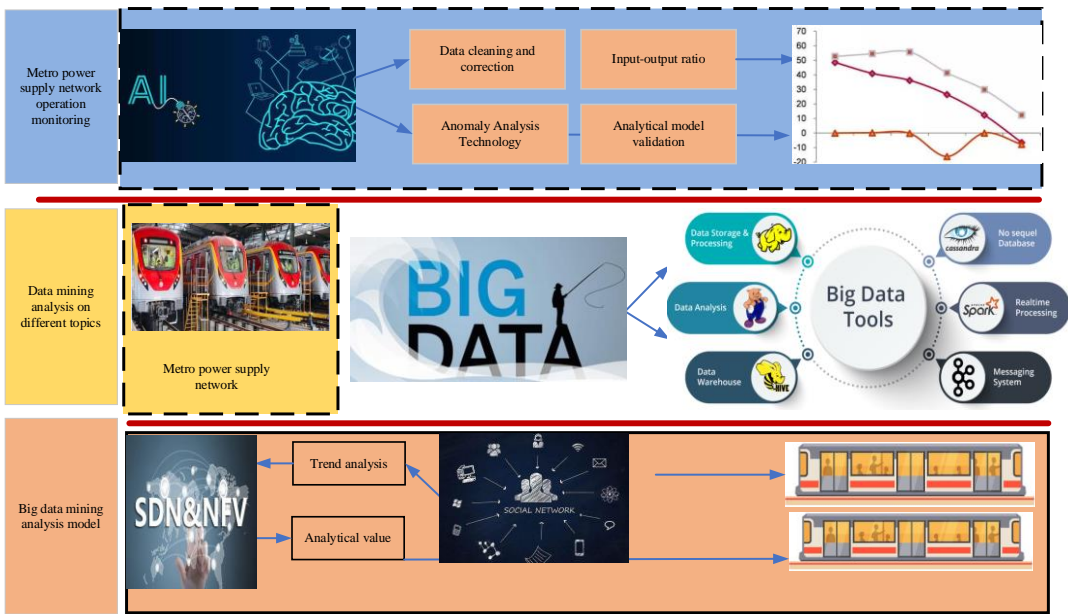 Metro power
supply network
operation
monitoring
AI
Data cleaning and
correction
Input-output ratio
Anomaly Analysis
Technology
Analytical model
validation
70
60
50
40
30
20
10
0
-10
-20
Data mining
analysis on
different topics
Metro power supply
network
BIG
DATA
Data Storage &
Processing
Data Analysis
Data
Warehouse
HIVE
Big Data
Tools
cassandra
No sequel
Database
Spark
Realtime
Processing
Messaging
System
Big data mining
analysis model
SDN&NFV
Trend analysis
Analytical value
SOCIAL NETWORK